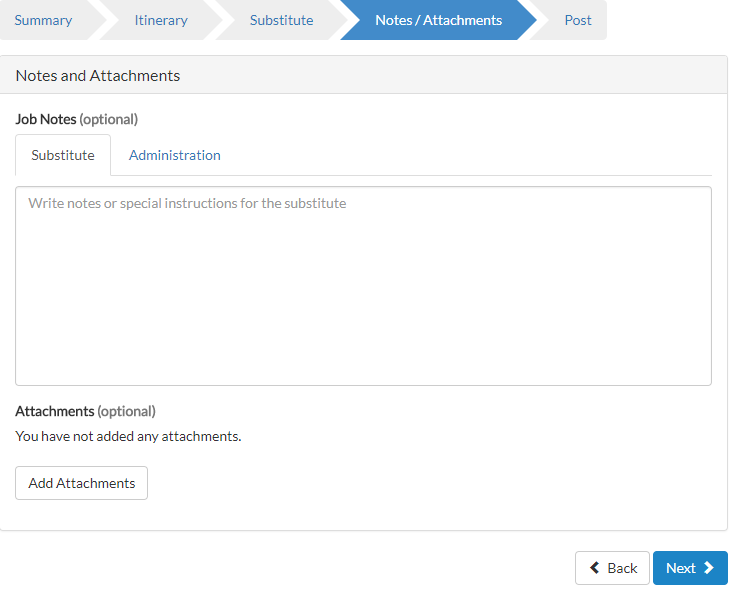 Summary Itinerary Substitute Notes / Attachments Post
Notes and Attachments
Job Notes (optional)
Substitute Administration
Write notes or special instructions for the substitute
Attachments (optional)
You have not added any attachments.
Add Attachments
Back Next